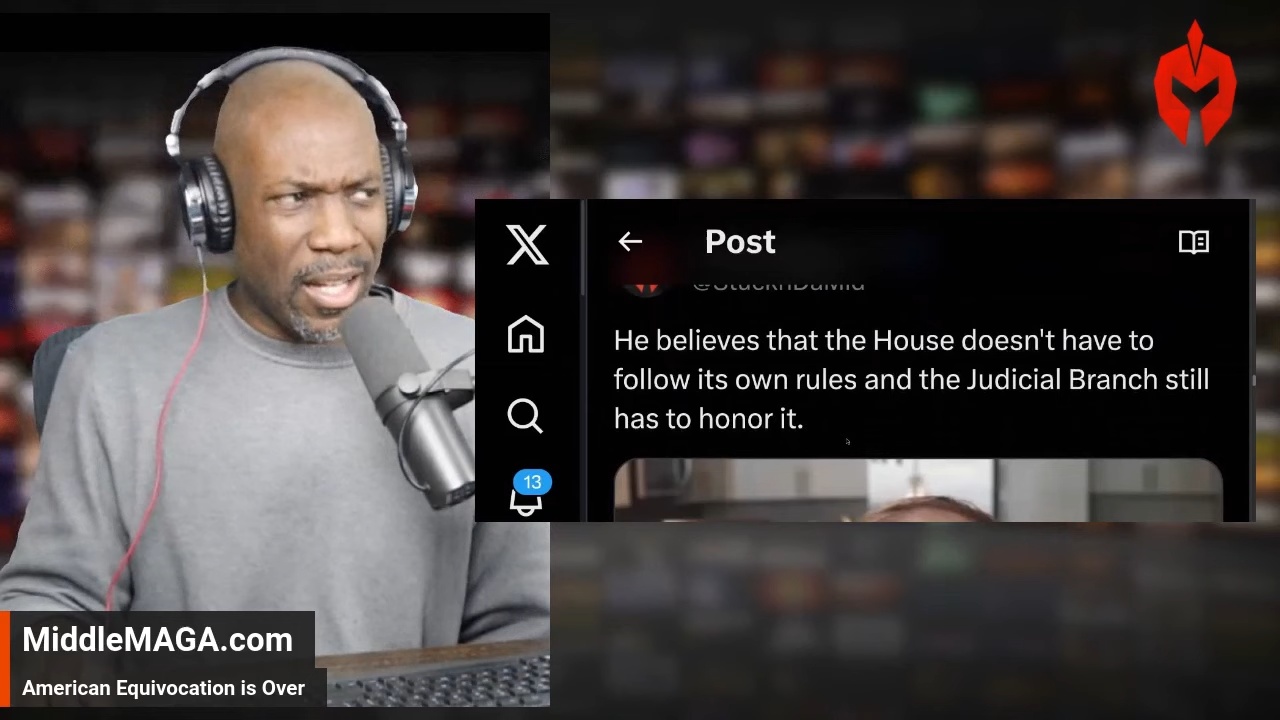 Post
He believes that the House doesn't have to
follow its own rules and the Judicial Branch still
has to honor it.
13
MiddleMAGA.com
American Equivocation is Over